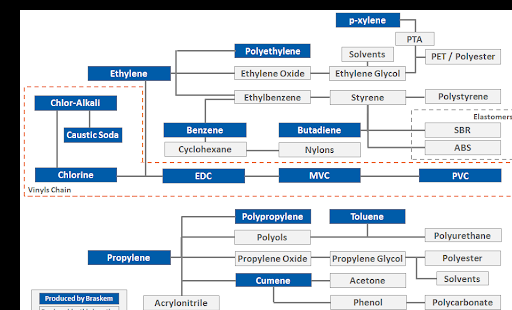 p-xylene
PTA
Polyethylene
Solvents
PET / Polyester
Ethylene
Ethylene Oxide
Ethylene Glycol
Chlor-Alkali
Ethylbenzene
Styrene
Polystyrene
Elastomers
Caustic Soda
Benzene
Butadiene
SBR
Cyclohexane
Nylons
ABS
Chlorine
EDC
MVC
PVC
Vinyls Chain
Polypropylene
Toluene
Polyols
Polyurethane
Propylene
Propylene Oxide
Propylene Glycol
Polyester
Cumene
Acetone
Solvents
Produced by Braskem
Acrylonitrile
Phenol
Polycarbonate